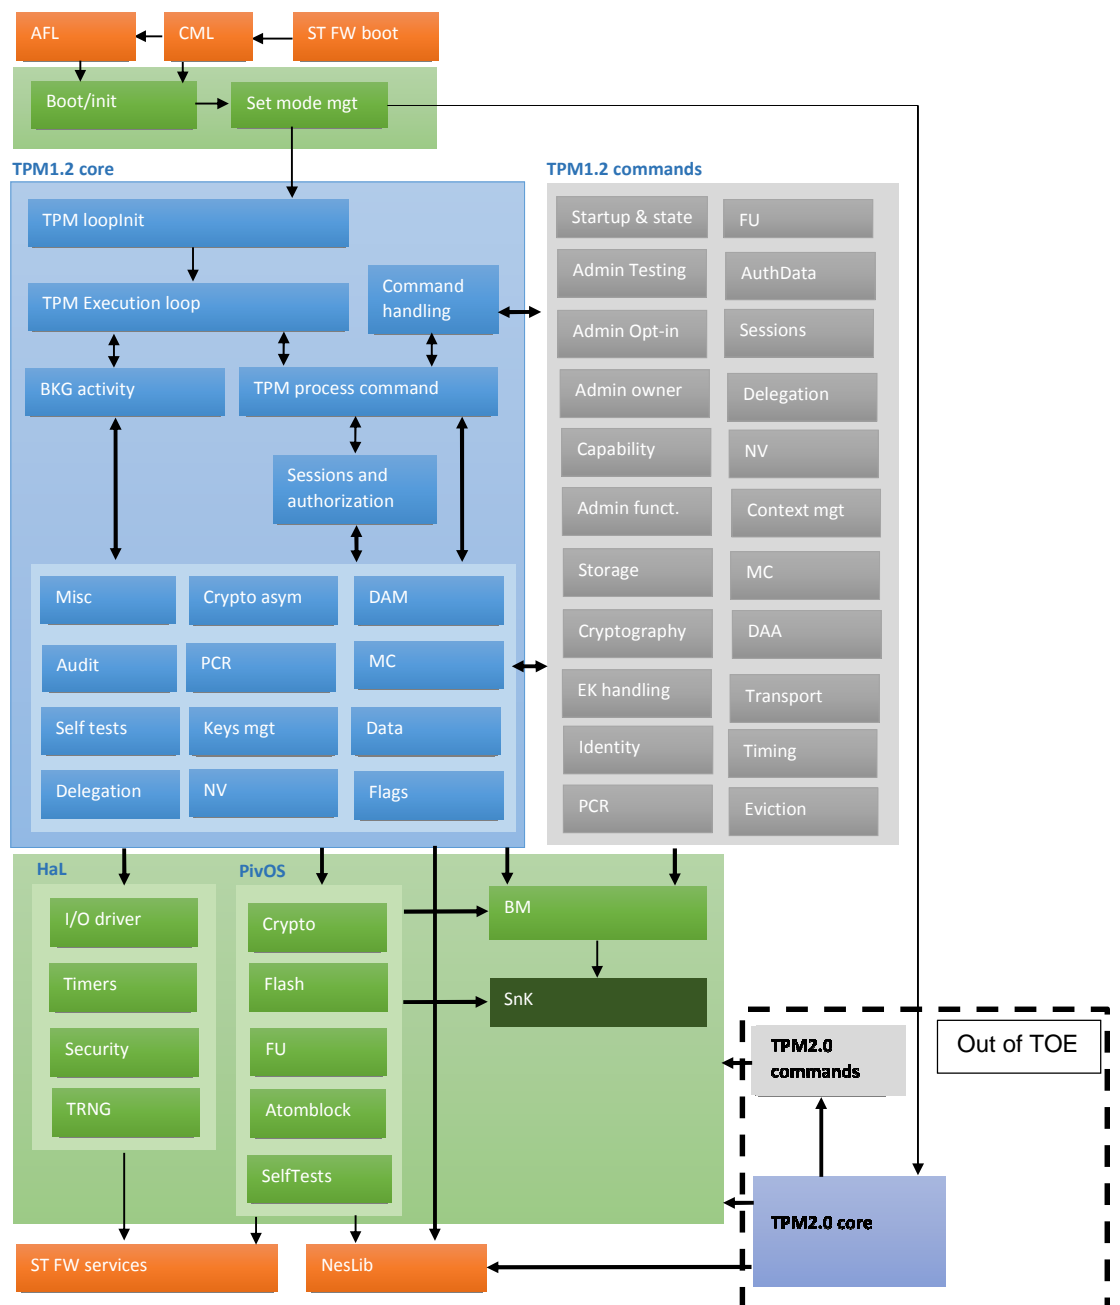 AFL
CML
ST FW boot
Boot/init
Set mode mgt
TPM1.2 core
TPM1.2 commands
TPM loopInit
TPM Execution loop
Command
handling
BKG activity
TPM process command
Sessions and
authorization
Misc
Crypto asym
DAM
Audit
PCR
MC
Self tests
Keys mgt
Data
Delegation
NV
Flags
Startup & state
FU
Admin Testing
AuthData
Admin Opt-in
Sessions
Admin owner
Delegation
Capability
NV
Admin funct.
Context mgt
Storage
MC
Cryptography
DAA
EK handling
Transport
Identity
Timing
PCR
Eviction
HaL
PivOS
I/O driver
Timers
Security
TRNG
Crypto
Flash
FU
Atomblock
SelfTests
BM
SnK
Out of TOE
TPM2.0
commands
TPM2.0 core
ST FW services
NesLib